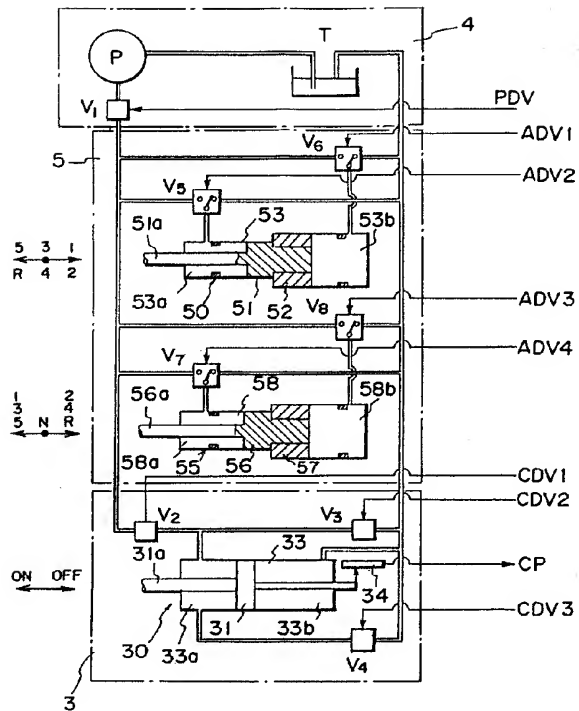 4
P
T
V1
PDV
5
V6
ADV1
V5
ADV2
51a
53
53b
5 3 1
R 4 2
53a
50
51
52
V8
ADV3
V7
ADV4
56a
58
58b
1 2
3 4
5 N R
58a
55
56
57
CDV1
V2
V3
CDV2
31a
33
ON OFF
34
CP
30
33a
31
33b
CDV3
V4
3